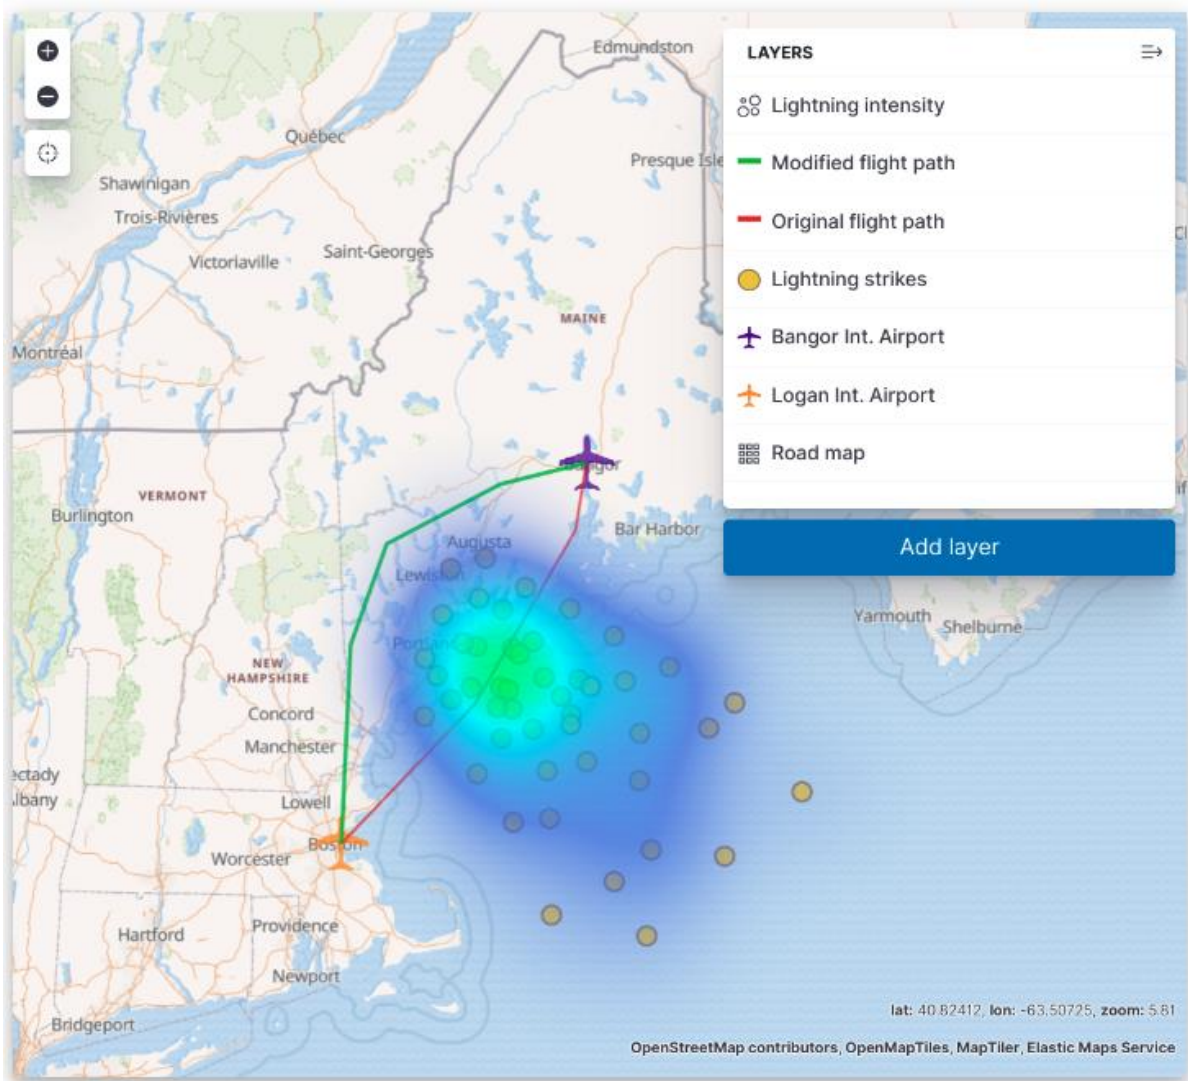 Edmundston
LAYERS
Lightning intensity
Québec
Presque Isle
Modified flight path
Shawinigan
Trois-Rivières
Original flight path
Saint-Georges
Victoriaville
Lightning strikes
MAINE
Bangor Int. Airport
Montréal
Logan Int. Airport
Road map
Bangor
VERMONT
Burlington
Bar Harbor
Augusta
Add layer
Lewiston
Yarmouth
Shelburne
Portland
NEW
HAMPSHIRE
Concord
Manchester
ectady
Albany
Lowell
Boston
Worcester
Providence
Hartford
Newport
lat: 40.82412, lon: -63.50725, zoom: 5.81
Bridgeport
OpenStreetMap contributors, OpenMapTiles, MapTiler, Elastic Maps Service